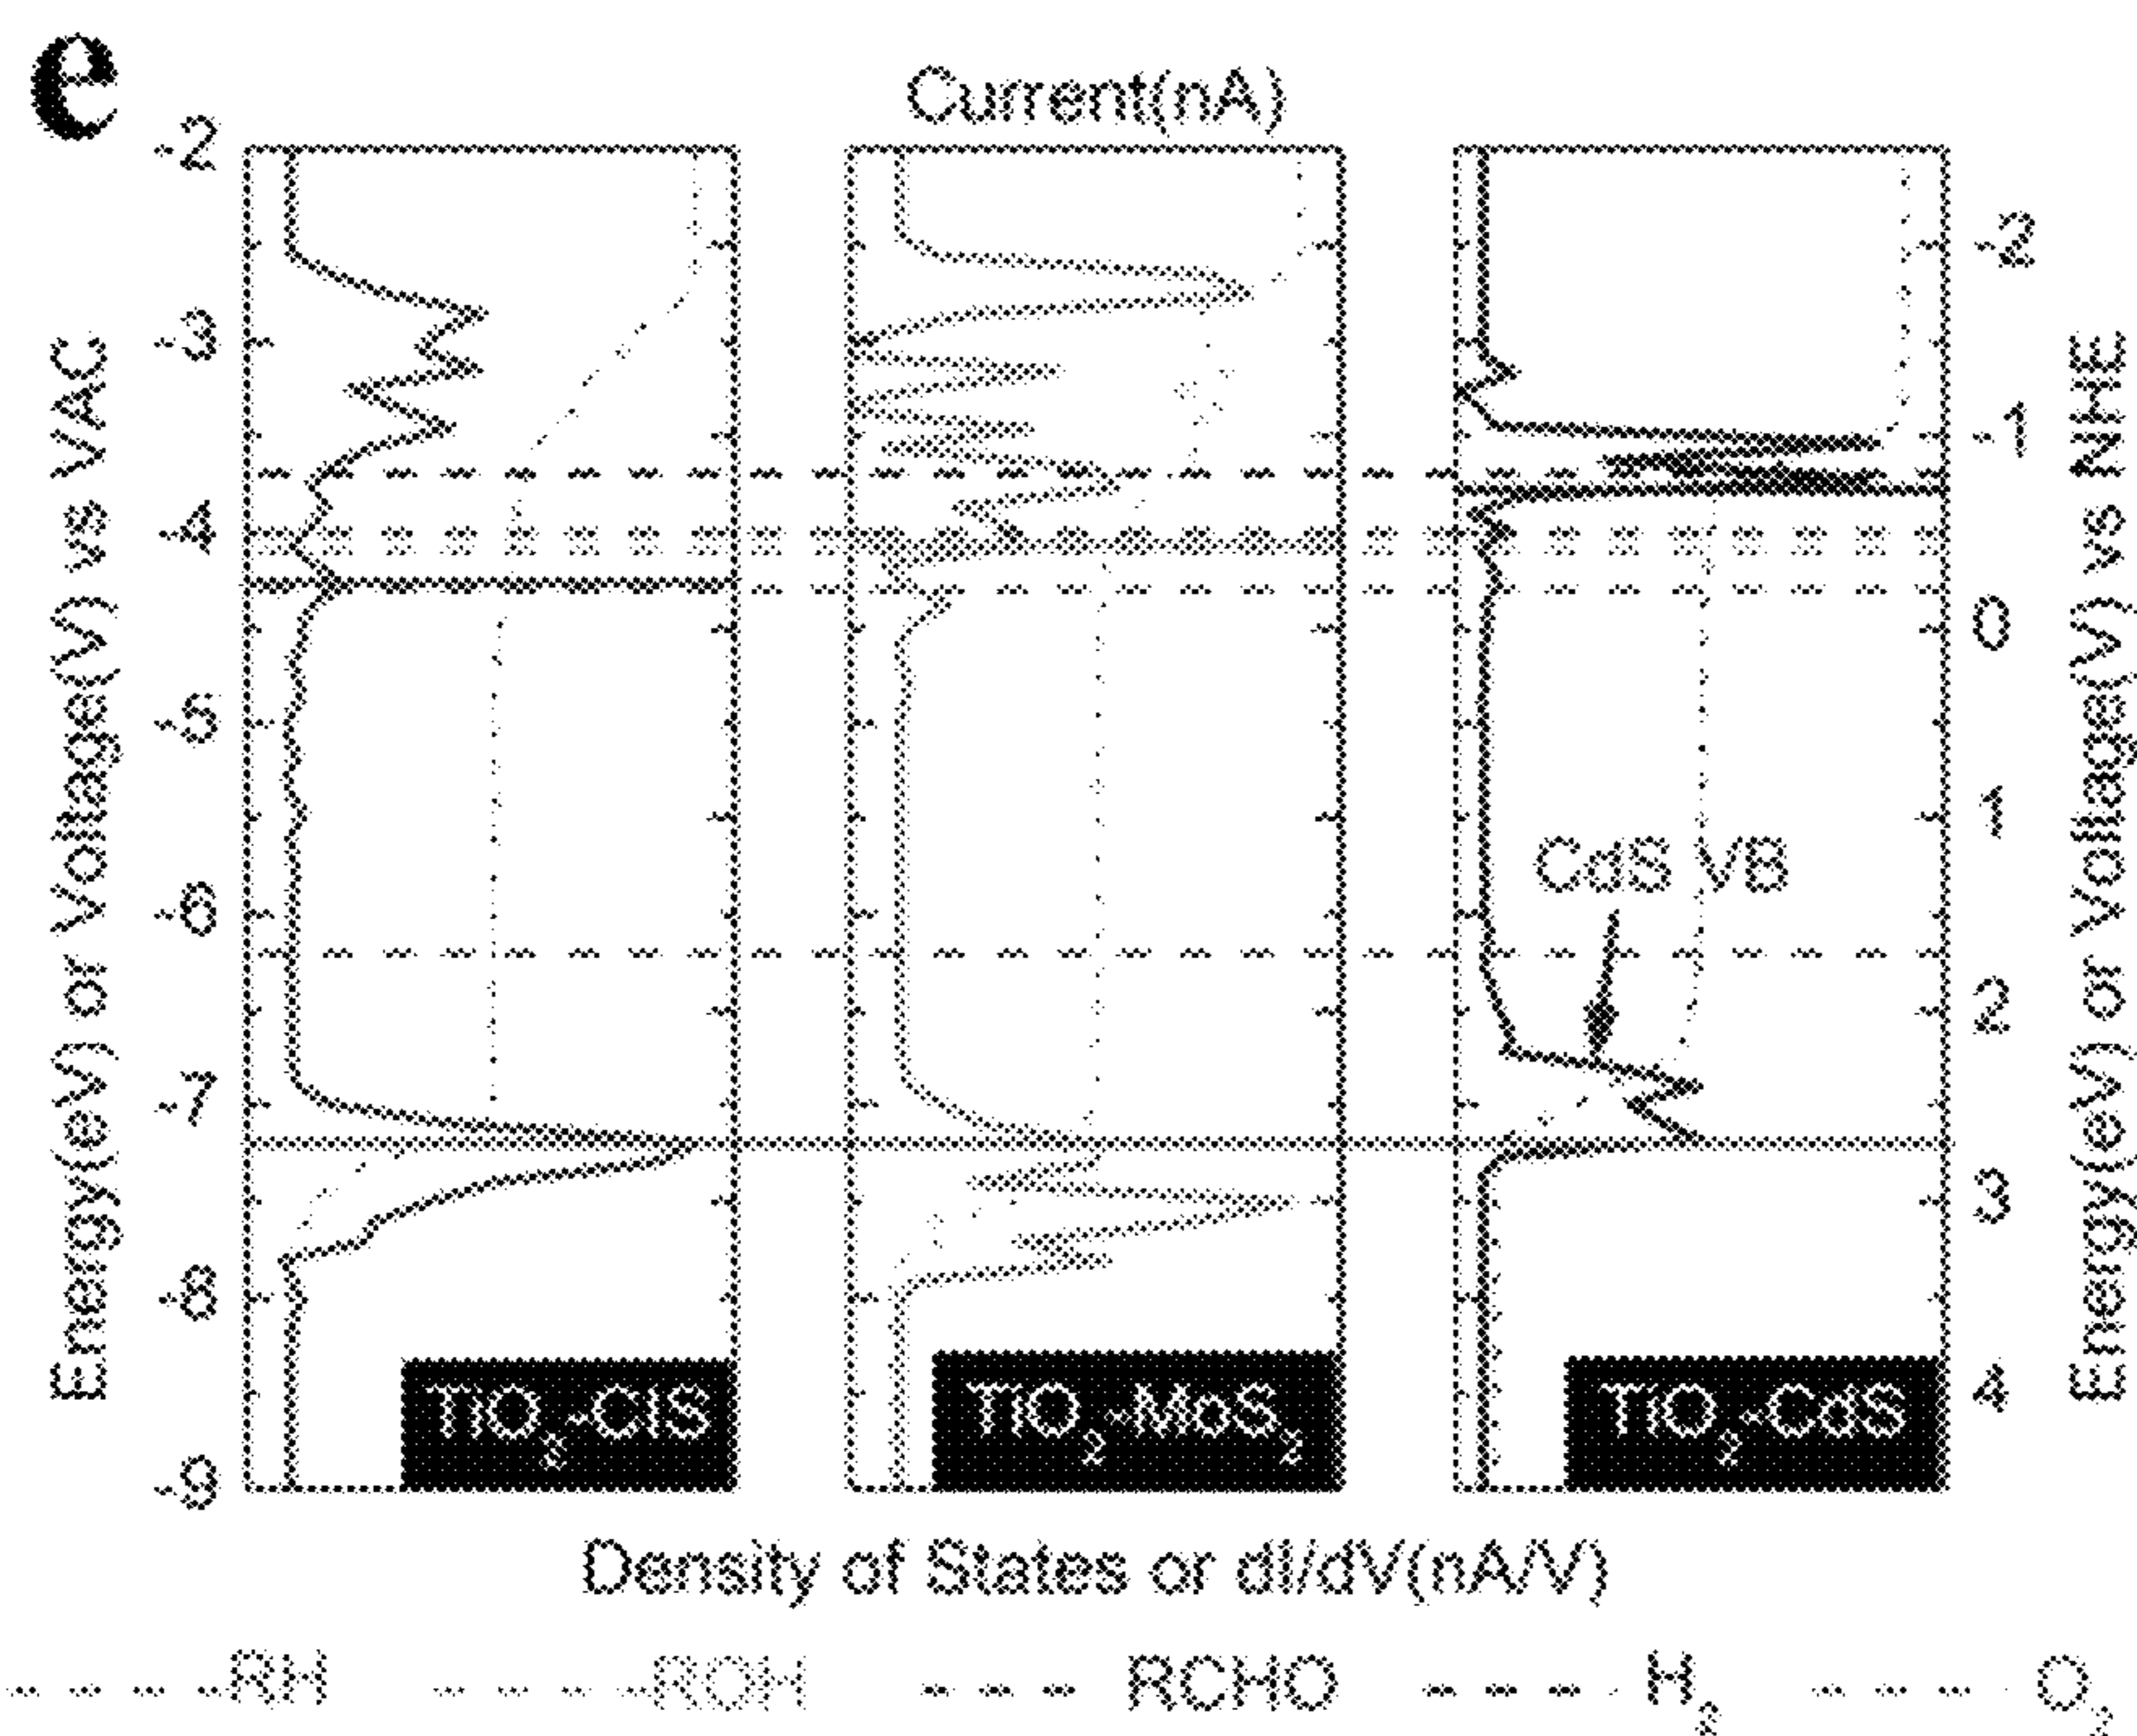 e
Current(nA)
Energy(eV) or Voltage(V) vs VAC
-2
-3
-4
-5
-6
-7
-8
-9
TiO2-CIS
TiO2-MoS2
CdS VB
TiO2-CdS
-2
-1
0
1
2
3
4
Energy(eV) or Voltage(V) vs NHE
Density of States or dI/dV(nA/V)
RH ROH RCHO H2 O2